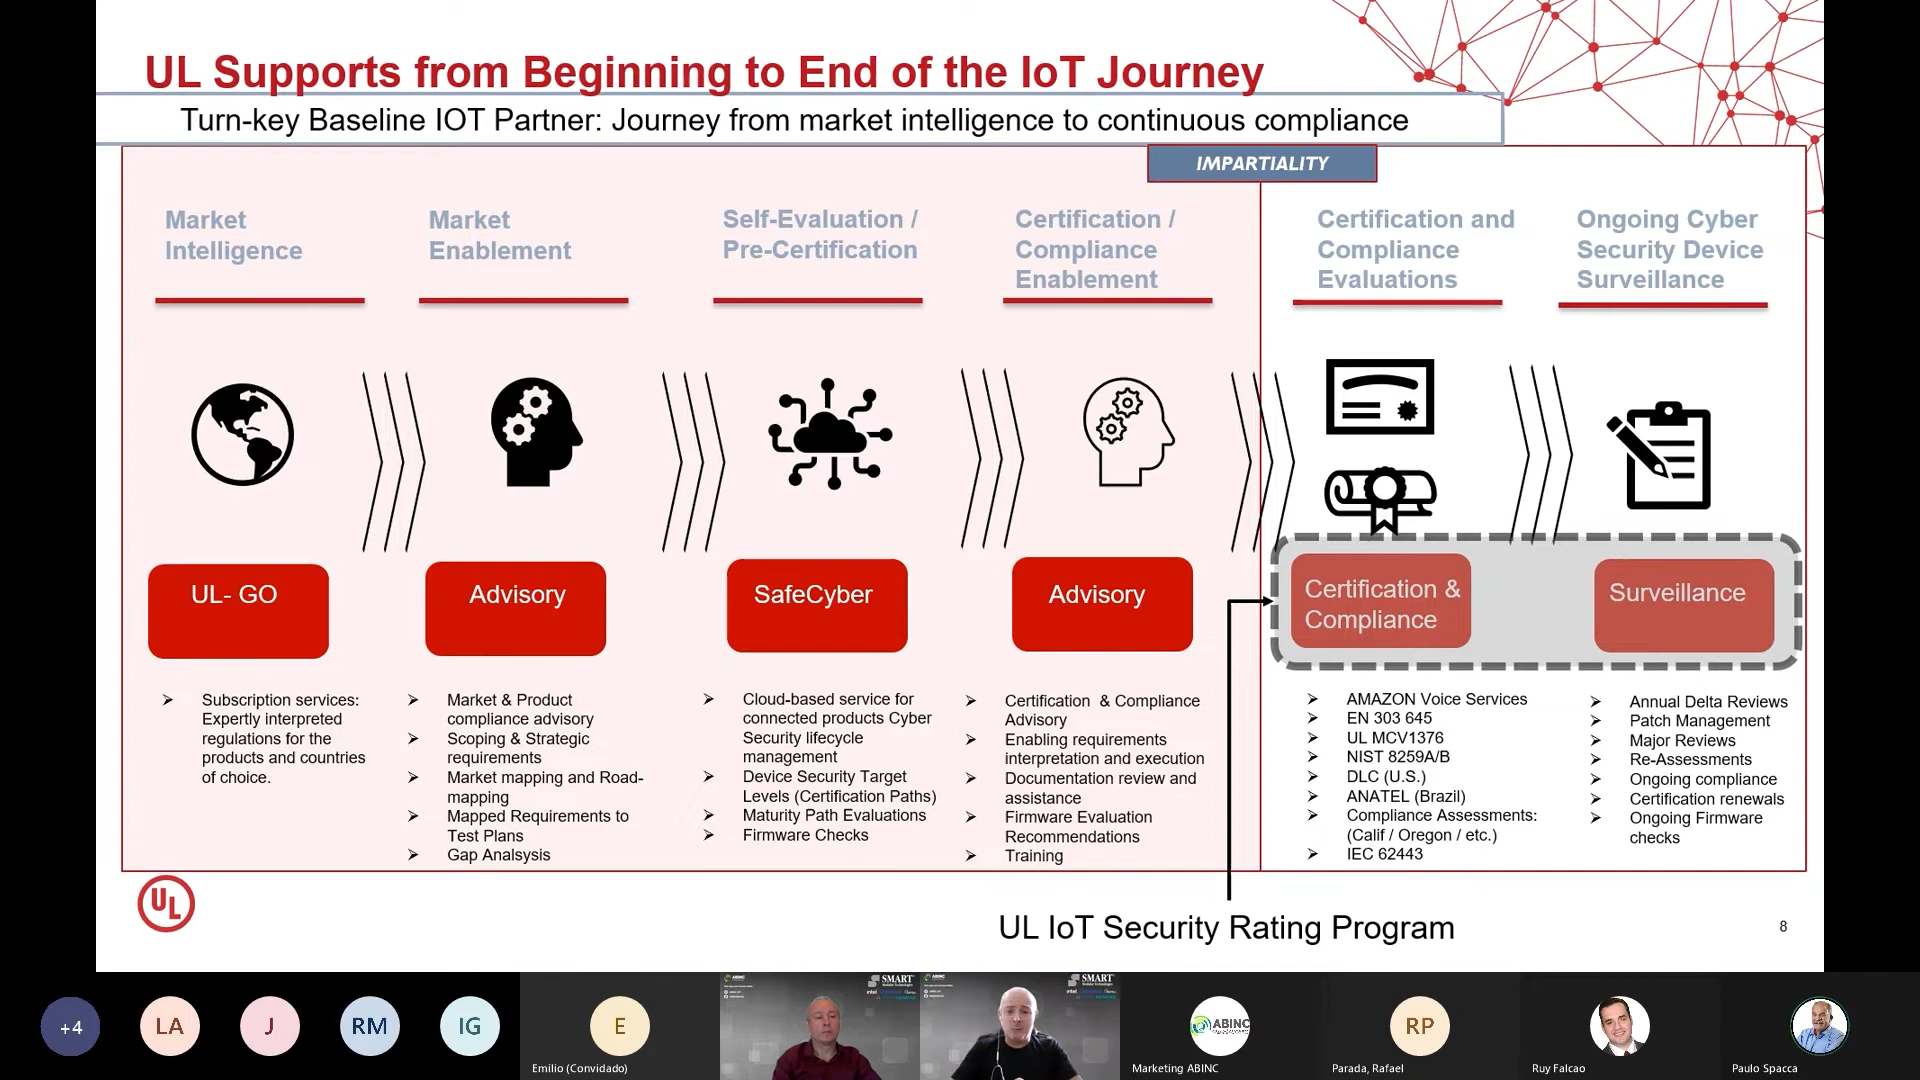 UL Supports from Beginning to End of the IoT Journey
Turn-key Baseline IOT Partner: Journey from market intelligence to continuous compliance
IMPARTIALITY
Market
Intelligence
Market
Enablement
Self-Evaluation /
Pre-Certification
Certification /
Compliance
Enablement
Certification and
Compliance
Evaluations
Ongoing Cyber
Security Device
Surveillance
UL- GO
Advisory
SafeCyber
Advisory
Certification &
Compliance
Surveillance
Subscription services:
Expertly interpreted
regulations for the
products and countries
of choice.
Market & Product
compliance advisory
Scoping & Strategic
requirements
Market mapping and Road-
mapping
Mapped Requirements to
Test Plans
Gap Analsysis
Cloud-based service for
connected products Cyber
Security lifecycle
management
Device Security Target
Levels (Certification Paths)
Maturity Path Evaluations
Firmware Checks
Certification & Compliance
Advisory
Enabling requirements
interpretation and execution
Documentation review and
assistance
Firmware Evaluation
Recommendations
Training
AMAZON Voice Services
EN 303 645
UL MCV1376
NIST 8259A/B
DLC (U.S.)
ANATEL (Brazil)
Compliance Assessments:
(Calif / Oregon / etc.)
IEC 62443
Annual Delta Reviews
Patch Management
Major Reviews
Re-Assessments
Ongoing compliance
Certification renewals
Ongoing Firmware
checks
UL
UL IoT Security Rating Program
8
+4
LA
J
RM
IG
E
Emilio (Convidado)
ABINC
SMART
intel
ABINC
SMART
intel
ABINC
Marketing ABINC
RP
Parada, Rafael
Ruy Falcao
Paulo Spacca